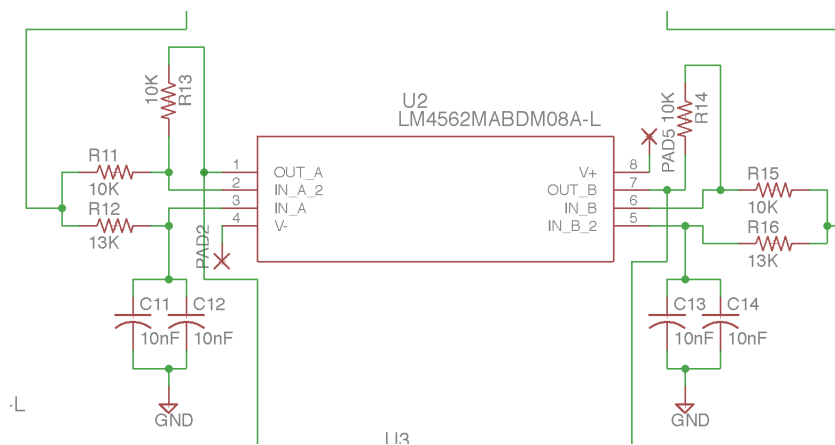 U2
LM4562MABDM08A-L
10K
R13
PAD5
10K
R14
R11
10K
R12
13K
1
2
3
4
OUT_A
IN_A_2
IN_A
V-
V+
OUT_B
IN_B
IN_B_2
8
7
6
5
R15
10K
R16
13K
PAD2
C11
10nF
C12
10nF
C13
10nF
C14
10nF
GND
GND
-L
U3